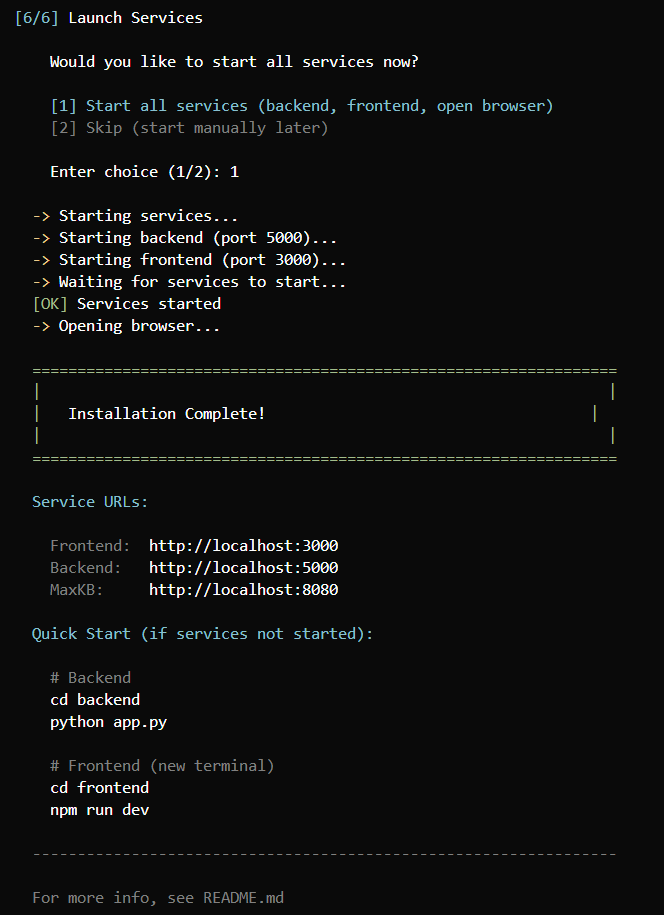 [6/6] Launch Services
Would you like to start all services now?
[1] Start all services (backend, frontend, open browser)
[2] Skip (start manually later)
Enter choice (1/2): 1
-> Starting services...
-> Starting backend (port 5000)...
-> Starting frontend (port 3000)...
-> Waiting for services to start...
[OK] Services started
-> Opening browser...
=================================================================
|                                                               |
|   Installation Complete!                                    |
|                                                               |
=================================================================
Service URLs:
Frontend:  http://localhost:3000
Backend:   http://localhost:5000
MaxKB:     http://localhost:8080
Quick Start (if services not started):
# Backend
cd backend
python app.py
# Frontend (new terminal)
cd frontend
npm run dev
-----------------------------------------------------------------
For more info, see README.md